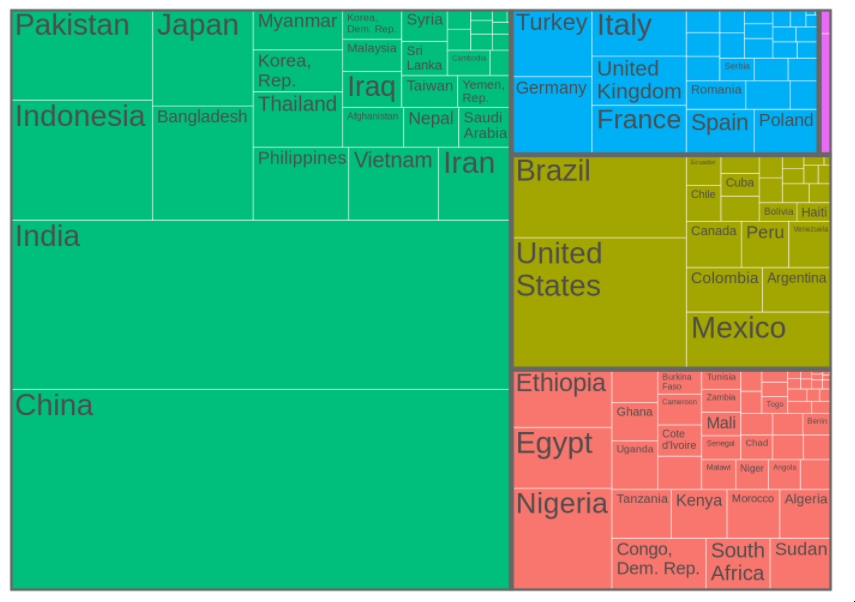 Pakistan
Japan
Myanmar
Korea,
Dem. Rep.
Syria
Malaysia
Sri
Lanka
Cambodia
Korea,
Rep.
Iraq
Taiwan
Yemen,
Rep.
Indonesia
Bangladesh
Thailand
Afghanistan
Nepal
Saudi
Arabia
Philippines
Vietnam
Iran
India
China
Turkey
Italy
Germany
United
Kingdom
France
Serbia
Romania
Spain
Poland
Brazil
United
States
Ecuador
Chile
Cuba
Bolivia
Haiti
Canada
Peru
Venezuela
Colombia
Argentina
Mexico
Ethiopia
Egypt
Nigeria
Ghana
Uganda
Burkina
Faso
Cameroon
Cote
d'Ivoire
Tunisia
Zambia
Mali
Senegal
Chad
Togo
Benin
Malawi
Niger
Angola
Tanzania
Kenya
Morocco
Algeria
Congo,
Dem. Rep.
South
Africa
Sudan